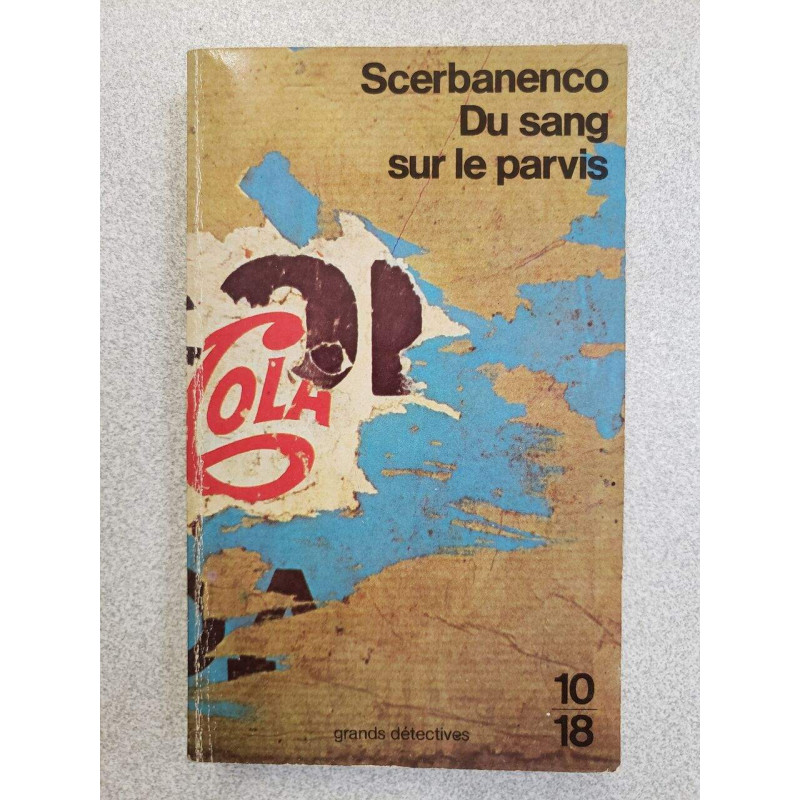 Scerbanenco
Du sang
sur le parvis
COLA
10
18
grands détectives